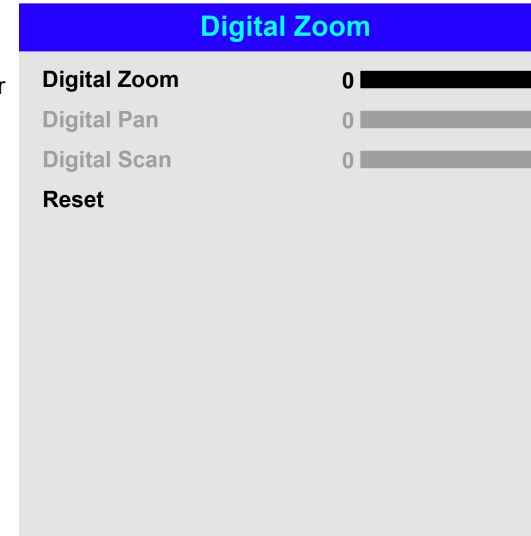 Digital Zoom
r
Digital Zoom 0
Digital Pan 0
Digital Scan 0
Reset